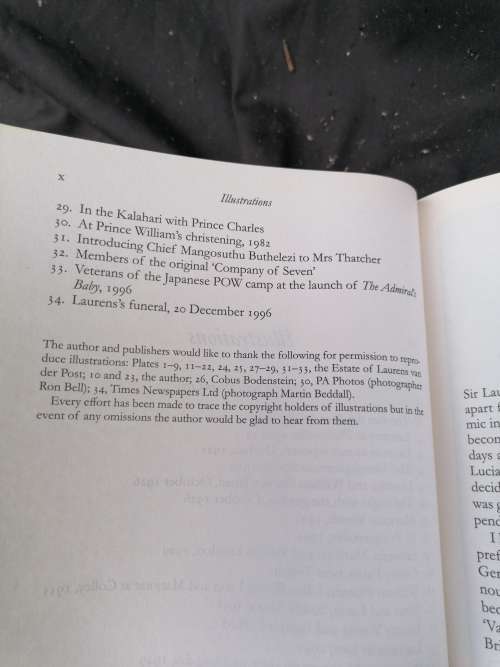 x
Illustrations
29. In the Kalahari with Prince Charles
30. At Prince William's christening, 1982
31. Introducing Chief Mangosuthu Buthelezi to Mrs Thatcher
32. Members of the original 'Company of Seven'
33. Veterans of the Japanese POW camp at the launch of The Admiral's
Baby, 1996
34. Laurens's funeral, 20 December 1996
The author and publishers would like to thank the following for permission to repro-
duce illustrations: Plates 1–9, 11–22, 24, 25, 27–29, 31–33, the Estate of Laurens van
der Post; 10 and 23, the author; 26, Cobus Bodenstein; 30, PA Photos (photographer
Ron Bell); 34, Times Newspapers Ltd (photograph Martin Beddall).
Every effort has been made to trace the copyright holders of illustrations but in the
event of any omissions the author would be glad to hear from them.
Sir Lau
apart f
mic in
becom
days a
Lucia
decid
was g
penc
I
pref
Ger
nou
bec
'Va
Bri